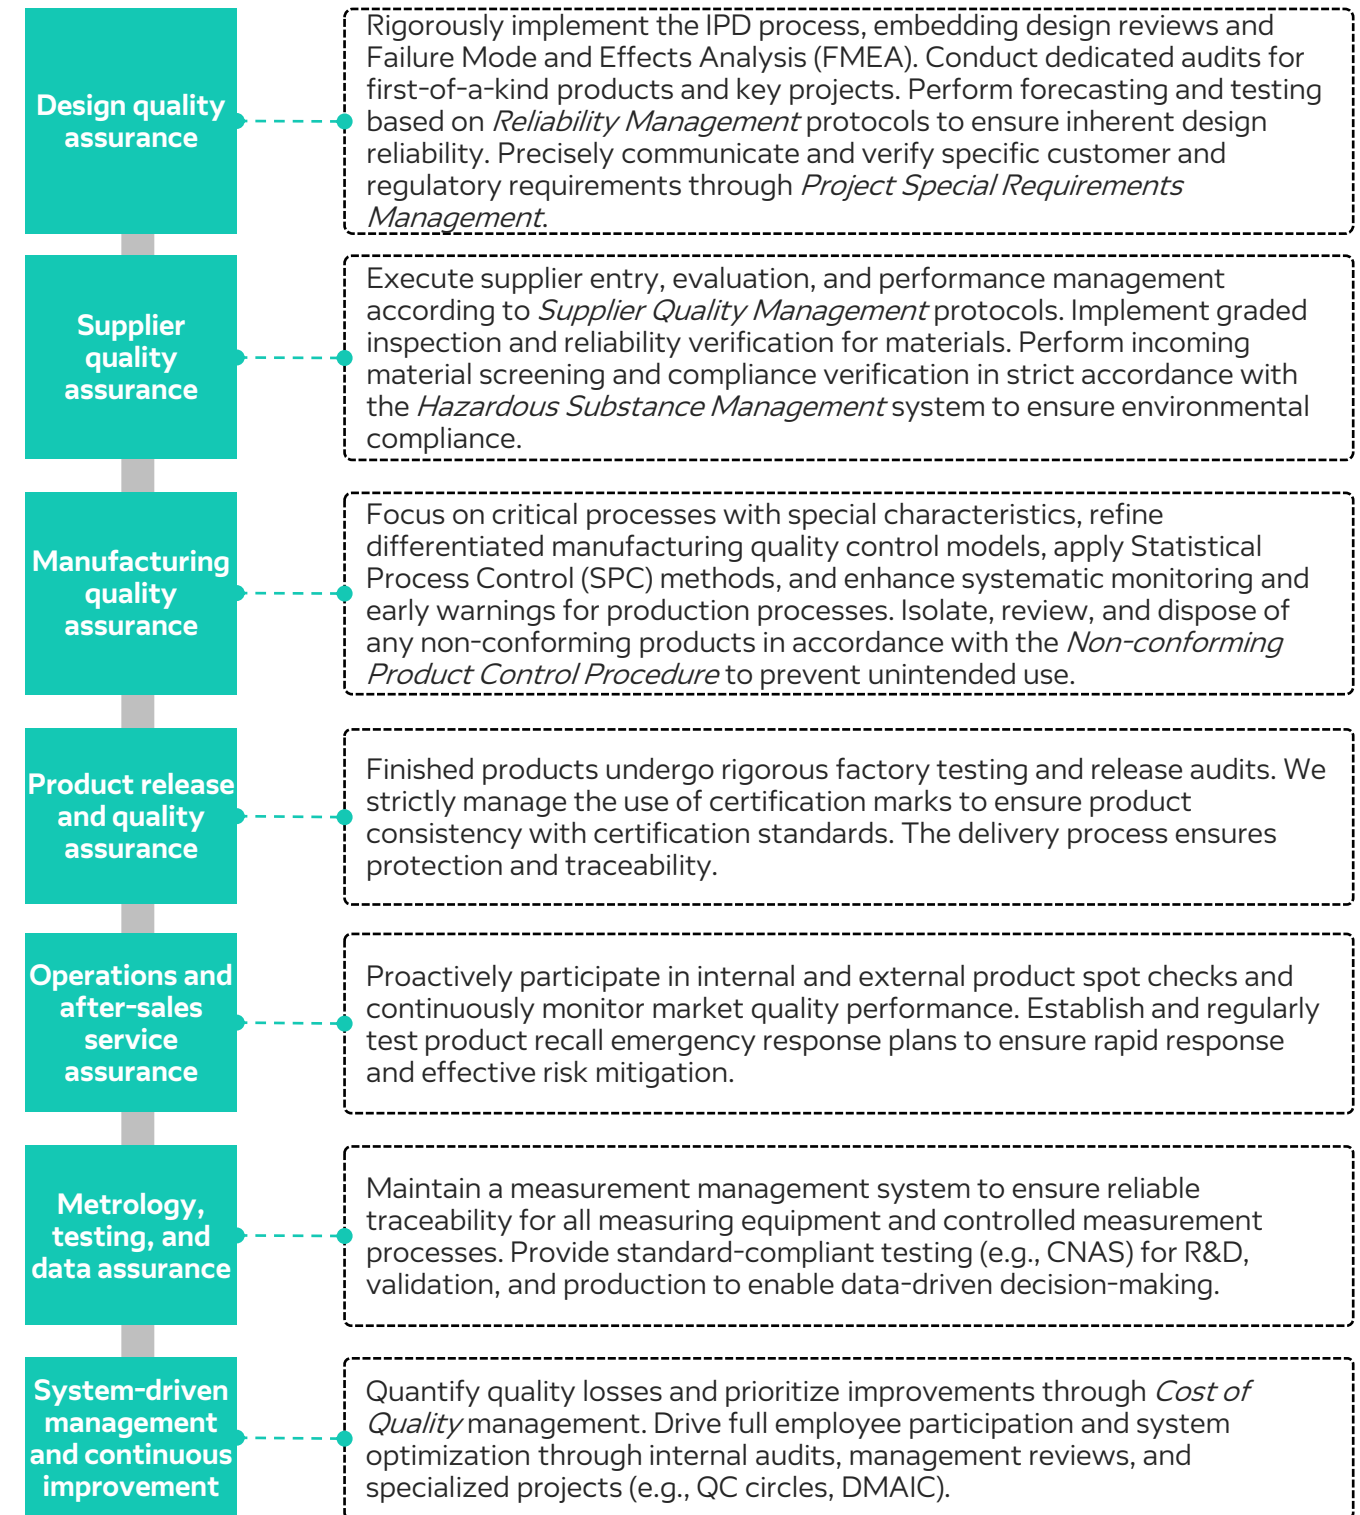 Design quality
assurance
Rigorously implement the IPD process, embedding design reviews and
Failure Mode and Effects Analysis (FMEA). Conduct dedicated audits for
first-of-a-kind products and key projects. Perform forecasting and testing
based on Reliability Management protocols to ensure inherent design
reliability. Precisely communicate and verify specific customer and
regulatory requirements through Project Special Requirements
Management.
Supplier
quality
assurance
Execute supplier entry, evaluation, and performance management
according to Supplier Quality Management protocols. Implement graded
inspection and reliability verification for materials. Perform incoming
material screening and compliance verification in strict accordance with
the Hazardous Substance Management system to ensure environmental
compliance.
Manufacturing
quality
assurance
Focus on critical processes with special characteristics, refine
differentiated manufacturing quality control models, apply Statistical
Process Control (SPC) methods, and enhance systematic monitoring and
early warnings for production processes. Isolate, review, and dispose of
any non-conforming products in accordance with the Non-conforming
Product Control Procedure to prevent unintended use.
Product release
and quality
assurance
Finished products undergo rigorous factory testing and release audits. We
strictly manage the use of certification marks to ensure product
consistency with certification standards. The delivery process ensures
protection and traceability.
Operations and
after-sales
service
assurance
Proactively participate in internal and external product spot checks and
continuously monitor market quality performance. Establish and regularly
test product recall emergency response plans to ensure rapid response
and effective risk mitigation.
Metrology,
testing, and
data assurance
Maintain a measurement management system to ensure reliable
traceability for all measuring equipment and controlled measurement
processes. Provide standard-compliant testing (e.g., CNAS) for R&D,
validation, and production to enable data-driven decision-making.
System-driven
management
and continuous
improvement
Quantify quality losses and prioritize improvements through Cost of
Quality management. Drive full employee participation and system
optimization through internal audits, management reviews, and
specialized projects (e.g., QC circles, DMAIC).